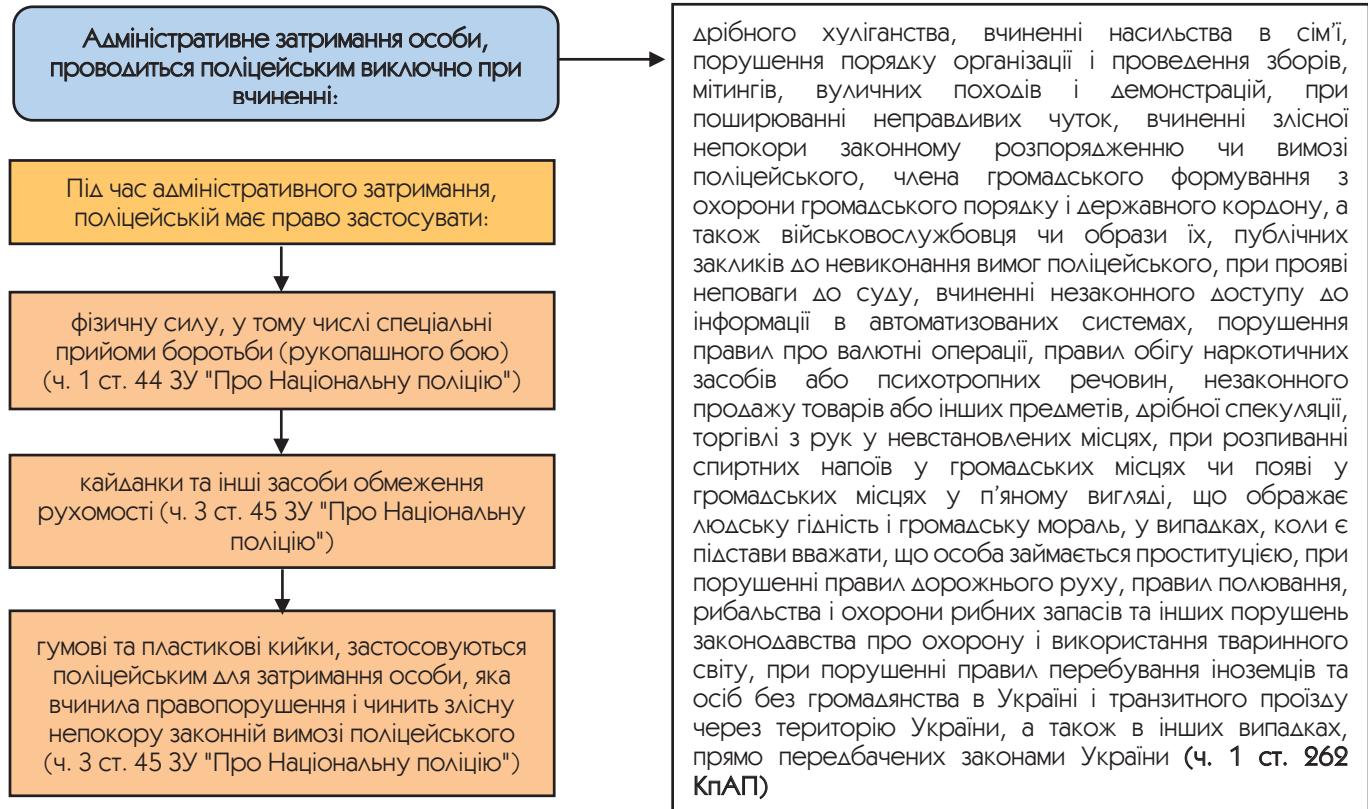 Адміністративне затримання особи,
проводиться поліцейським виключно при
вчиненні:
дрібного хуліганства, вчиненні насильства в сім’ї,
порушення порядку організації і проведення зборів,
мітингів, вуличних походів і демонстрацій, при
поширюванні неправдивих чуток, вчиненні злісної
непокори законному розпорядженню чи вимозі
поліцейського, члена громадського формування з
охорони громадського порядку і державного кордону, а
також військовослужбовця чи образи їх, публічних
закликів до невиконання вимог поліцейського, при прояві
неповаги до суду, вчиненні незаконного доступу до
інформації в автоматизованих системах, порушення
правил про валютні операції, правил обігу наркотичних
засобів або психотропних речовин, незаконного
продажу товарів або інших предметів, дрібної спекуляції,
торгівлі з рук у невстановлених місцях, при розпиванні
спиртних напоїв у громадських місцях чи появі у
громадських місцях у п’яному вигляді, що ображає
людську гідність і громадську мораль, у випадках, коли є
підстави вважати, що особа займається проституцією, при
порушенні правил дорожнього руху, правил полювання,
рибальства і охорони рибних запасів та інших порушень
законодавства про охорону і використання тваринного
світу, при порушенні правил перебування іноземців та
осіб без громадянства в Україні і транзитного проїзду
через територію України, а також в інших випадках,
прямо передбачених законами України (ч. 1 ст. 262
КпАП)
Під час адміністративного затримання,
поліцейській має право застосувати:
фізичну силу, у тому числі спеціальні
прийоми боротьби (рукопашного бою)
(ч. 1 ст. 44 ЗУ "Про Національну поліцію")
кайданки та інші засоби обмеження
рухомості (ч. 3 ст. 45 ЗУ "Про Національну
поліцію")
гумові та пластикові кийки, застосовуються
поліцейським для затримання особи, яка
вчинила правопорушення і чинить злісну
непокору законній вимозі поліцейського
(ч. 3 ст. 45 ЗУ "Про Національну поліцію")